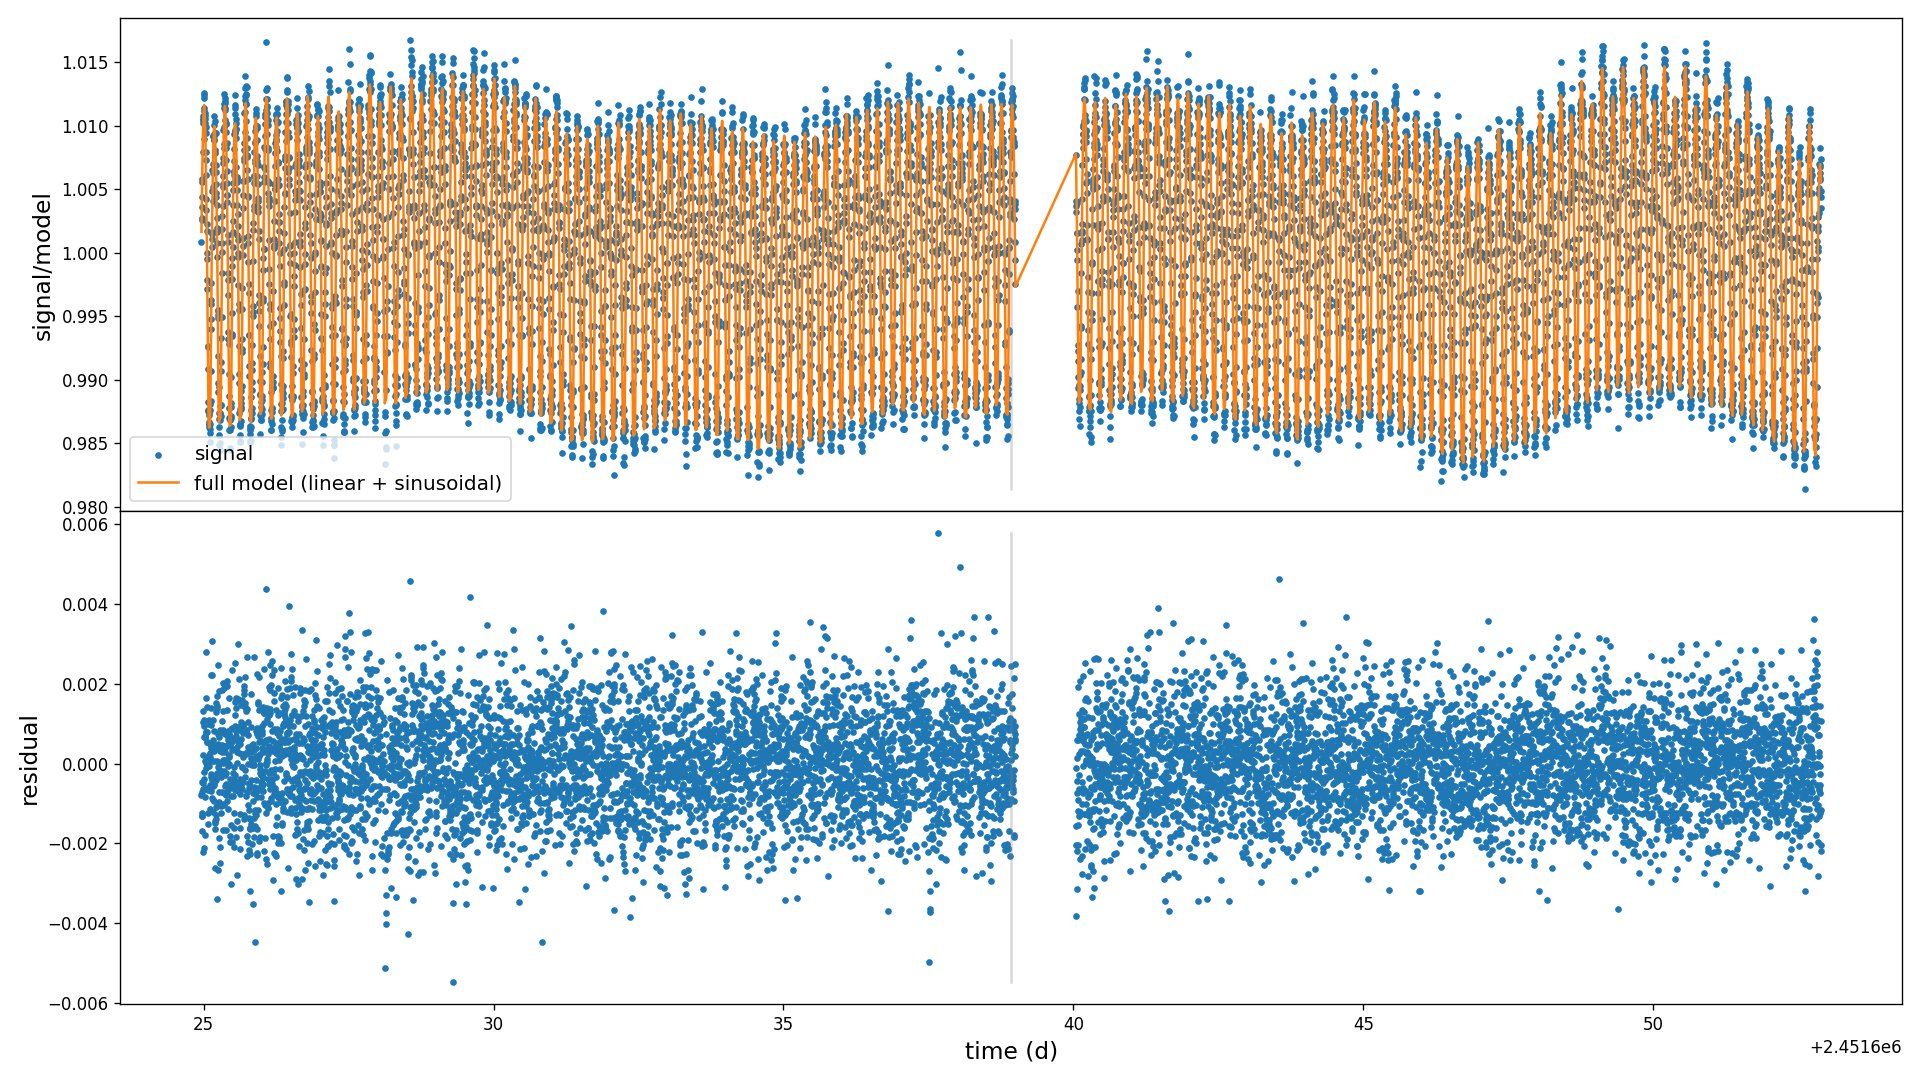 1.015
1.010
1.005
1.000
0.995
0.990
0.985
0.980
signal/model
signal
full model (linear + sinusoidal)
0.006
0.004
0.002
0.000
−0.002
−0.004
−0.006
residual
25 30 35 40 45 50
time (d)
+2.4516e6